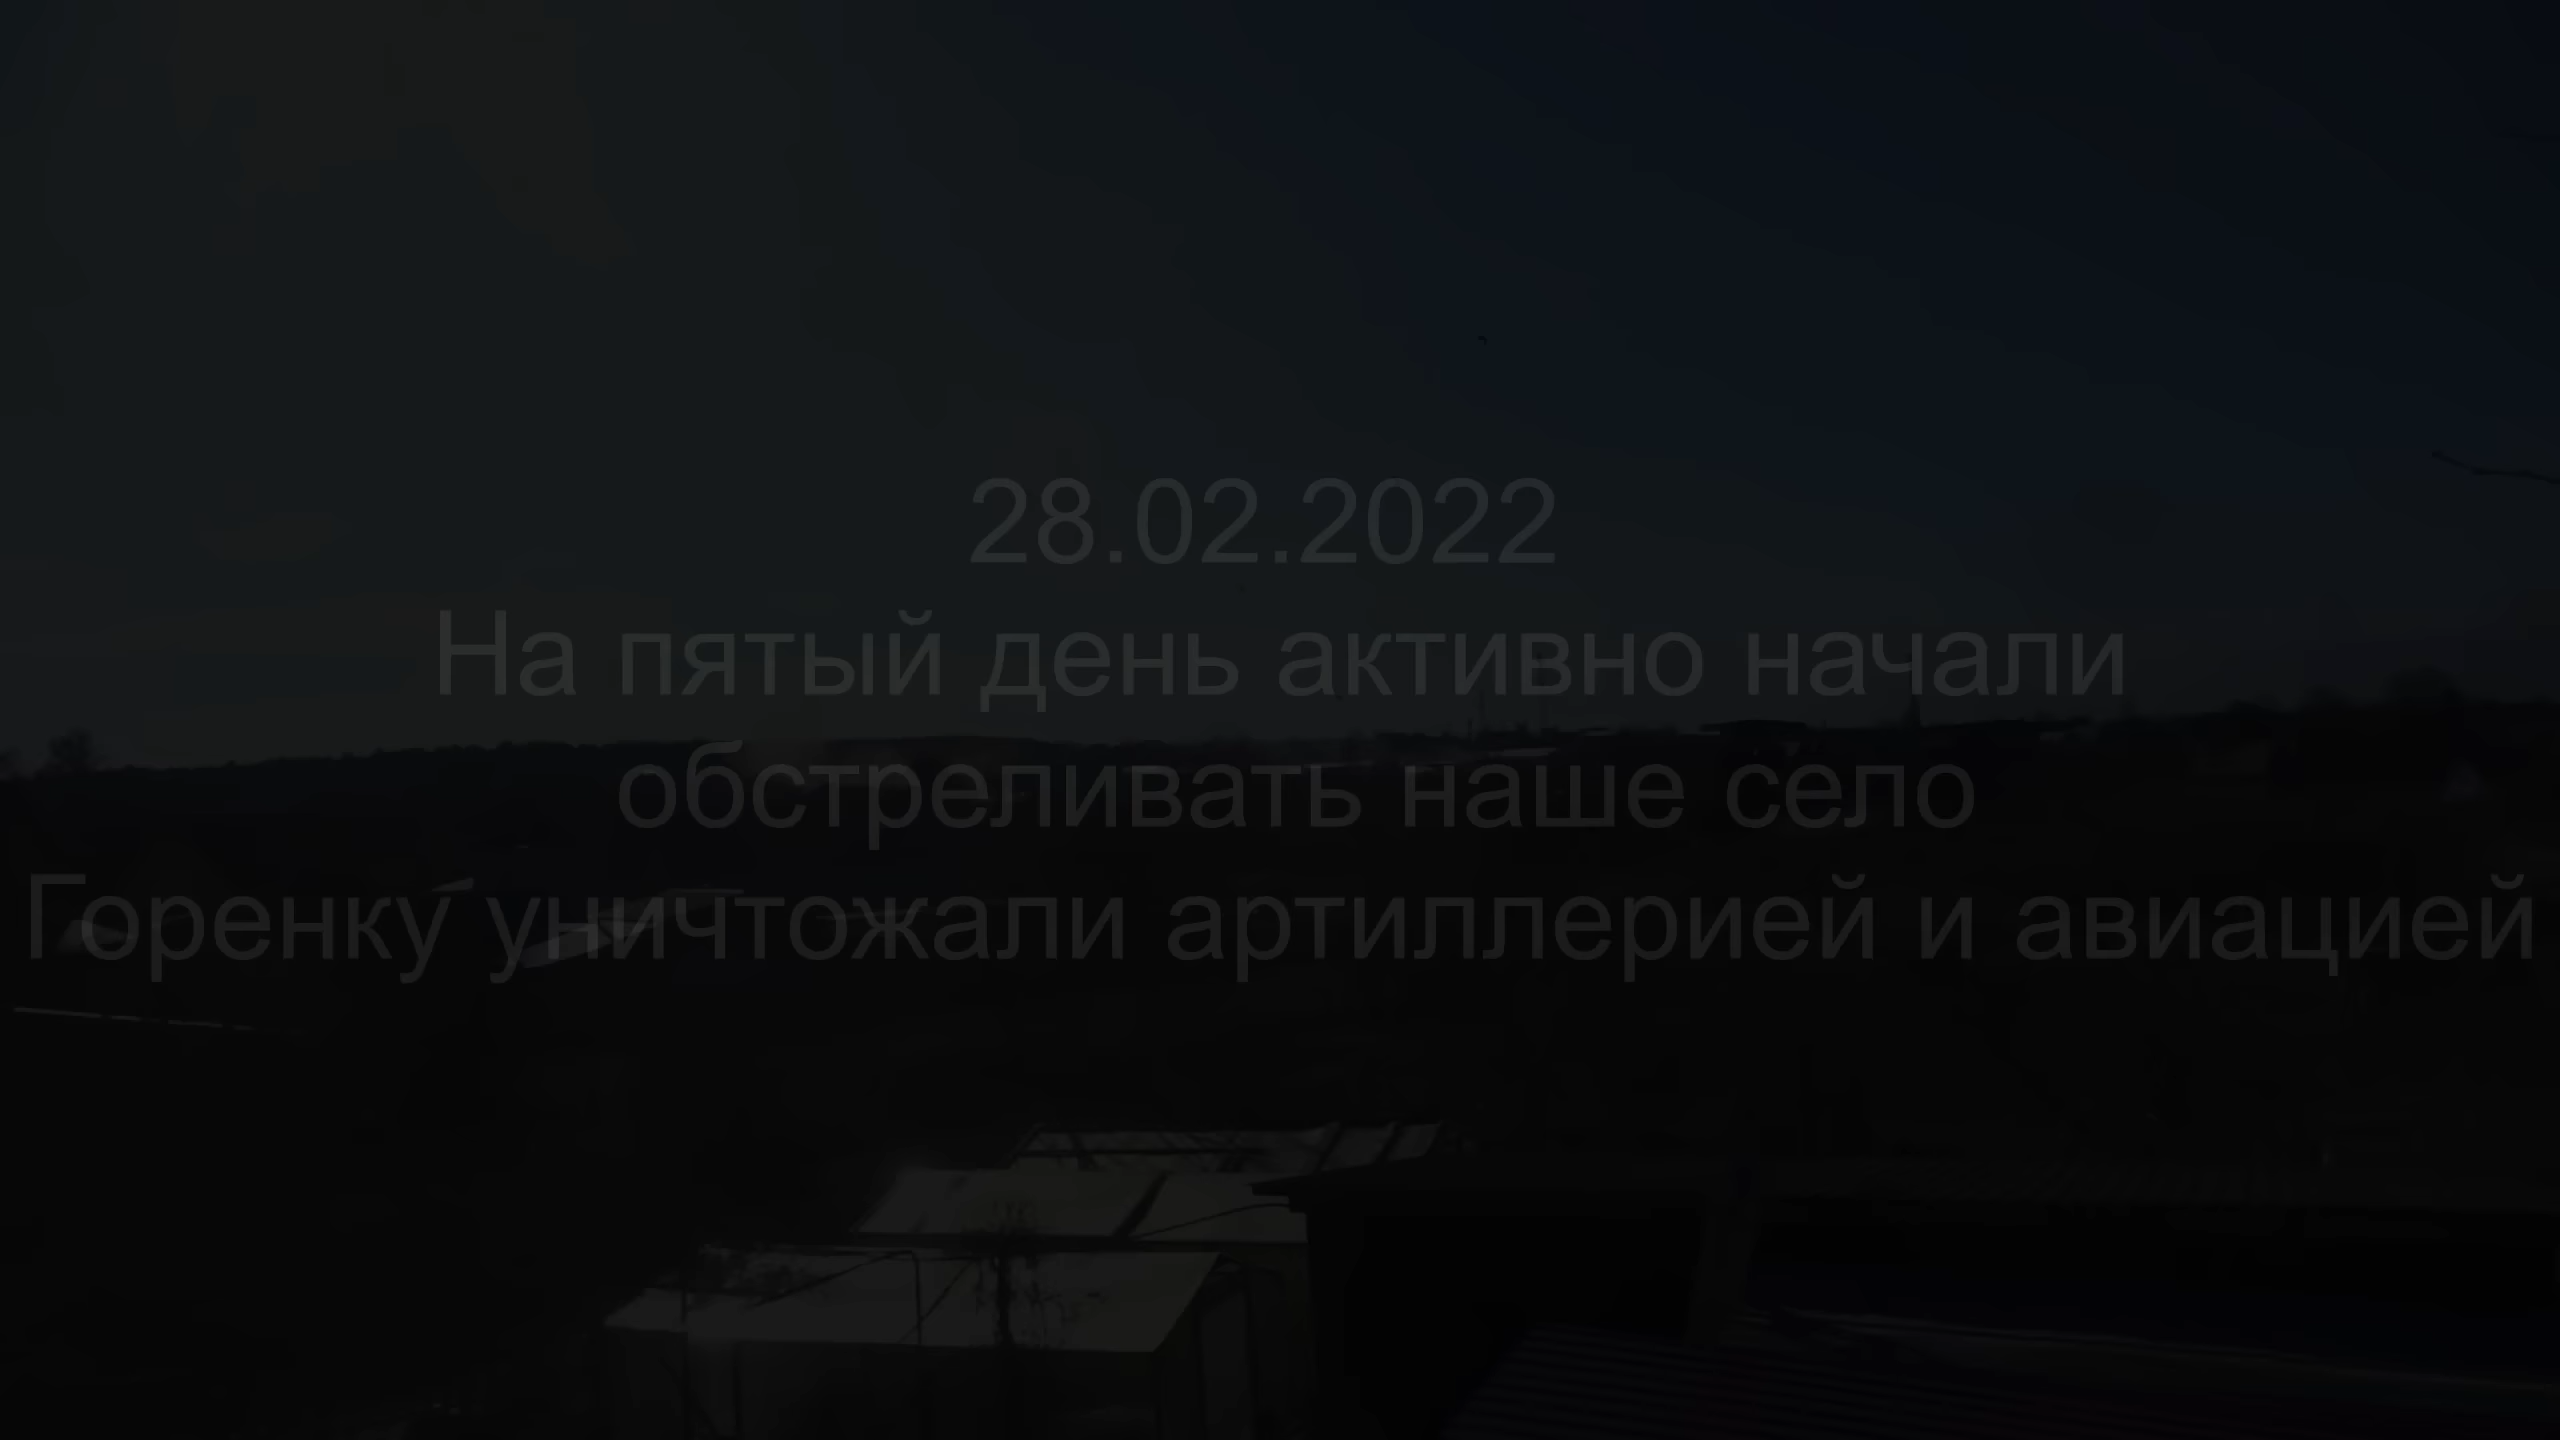 28.02.2022
На пятый день активно начали
обстреливать наше село
Горенку уничтожали артиллерией и авиацией